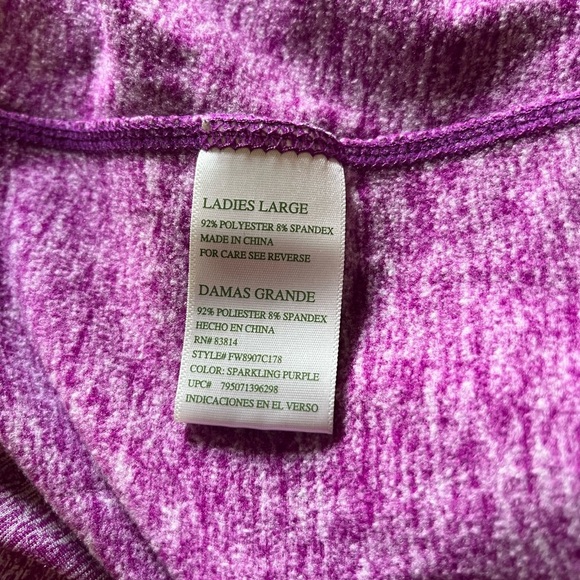 LADIES LARGE
92% POLYESTER 8% SPANDEX
MADE IN CHINA
FOR CARE SEE REVERSE
DAMAS GRANDE
92% POLIESTER 8% SPANDEX
HECHO EN CHINA
RN# 83814
STYLE# FW8907C178
COLOR: SPARKLING PURPLE
UPC# 795071396298
INDICACIONES EN EL VERSO